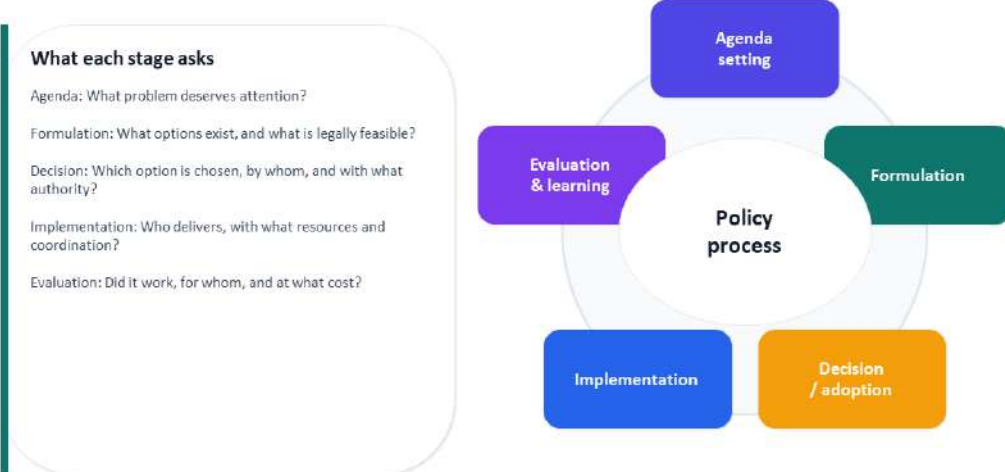 What each stage asks
Agenda: What problem deserves attention?
Formulation: What options exist, and what is legally feasible?
Decision: Which option is chosen, by whom, and with what
authority?
Implementation: Who delivers, with what resources and
coordination?
Evaluation: Did it work, for whom, and at what cost?
Agenda
setting
Evaluation
& learning
Formulation
Policy
process
Implementation
Decision
/ adoption